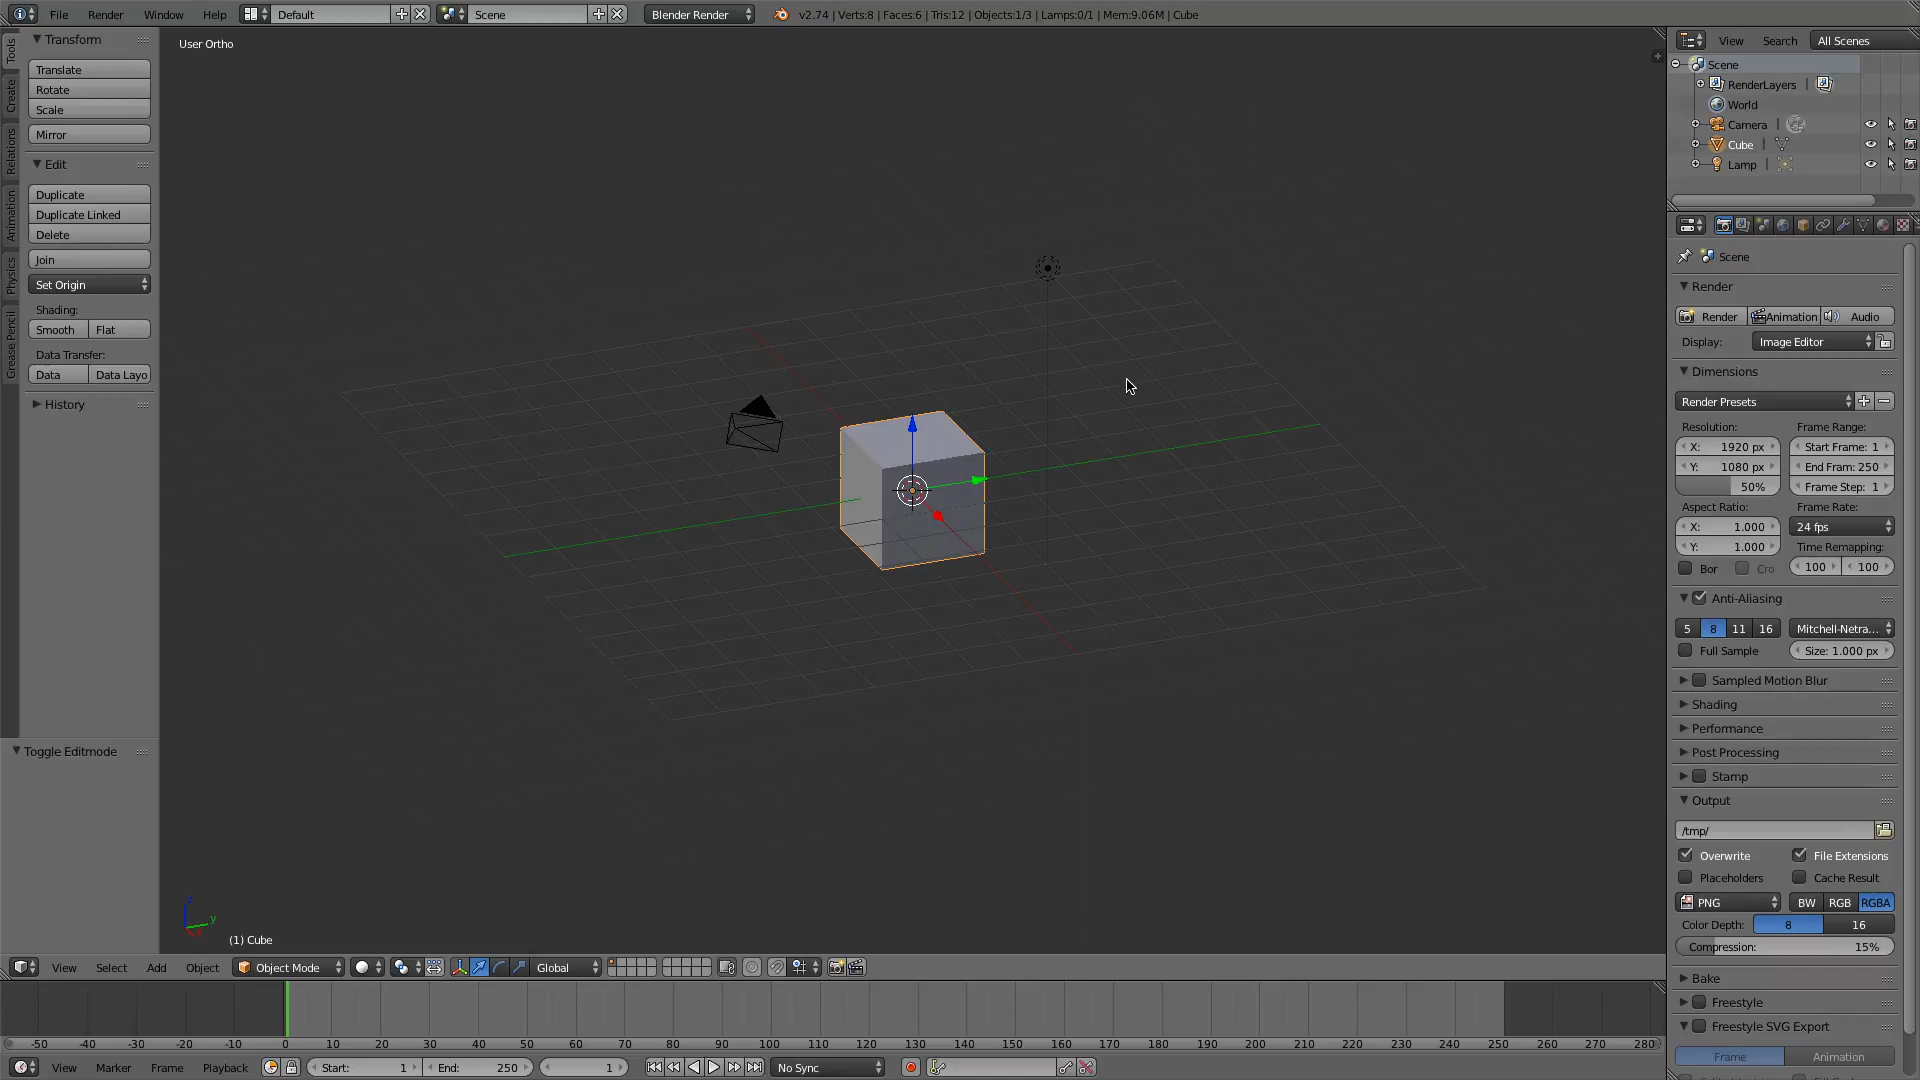 File Render Window Help Default Scene Blender Render v2.74 | Verts:8 | Faces:6 | Tris:12 | Objects:1/3 | Lamps:0/1 | Mem:9.06M | Cube
Tools
Create
Relations
Animation
Physics
Grease Pencil
Transform
Translate
Rotate
Scale
Mirror
Edit
Duplicate
Duplicate Linked
Delete
Join
Set Origin
Shading:
Smooth Flat
Data Transfer:
Data Data Layo
History
Toggle Editmode
User Ortho
z
y
(1) Cube
View Select Add Object Object Mode Global
-50 -40 -30 -20 -10 0 10 20 30 40 50 60 70 80 90 100 110 120 130 140 150 160 170 180 190 200 210 220 230 240 250 260 270 280
View Marker Frame Playback Start: 1 End: 250 1 No Sync
View Search All Scenes
Scene
RenderLayers |
World
Camera |
Cube |
Lamp |
Scene
Render
Render Animation Audio
Display: Image Editor
Dimensions
Render Presets
Resolution: Frame Range:
X: 1920 px Start Frame: 1
Y: 1080 px End Fram: 250
50% Frame Step: 1
Aspect Ratio: Frame Rate:
X: 1.000 24 fps
Y: 1.000 Time Remapping:
Bor Cro 100 100
Anti-Aliasing
5 8 11 16 Mitchell-Netra...
Full Sample Size: 1.000 px
Sampled Motion Blur
Shading
Performance
Post Processing
Stamp
Output
/tmp/
Overwrite File Extensions
Placeholders Cache Result
PNG BW RGB RGBA
Color Depth: 8 16
Compression: 15%
Bake
Freestyle
Freestyle SVG Export
Frame Animation